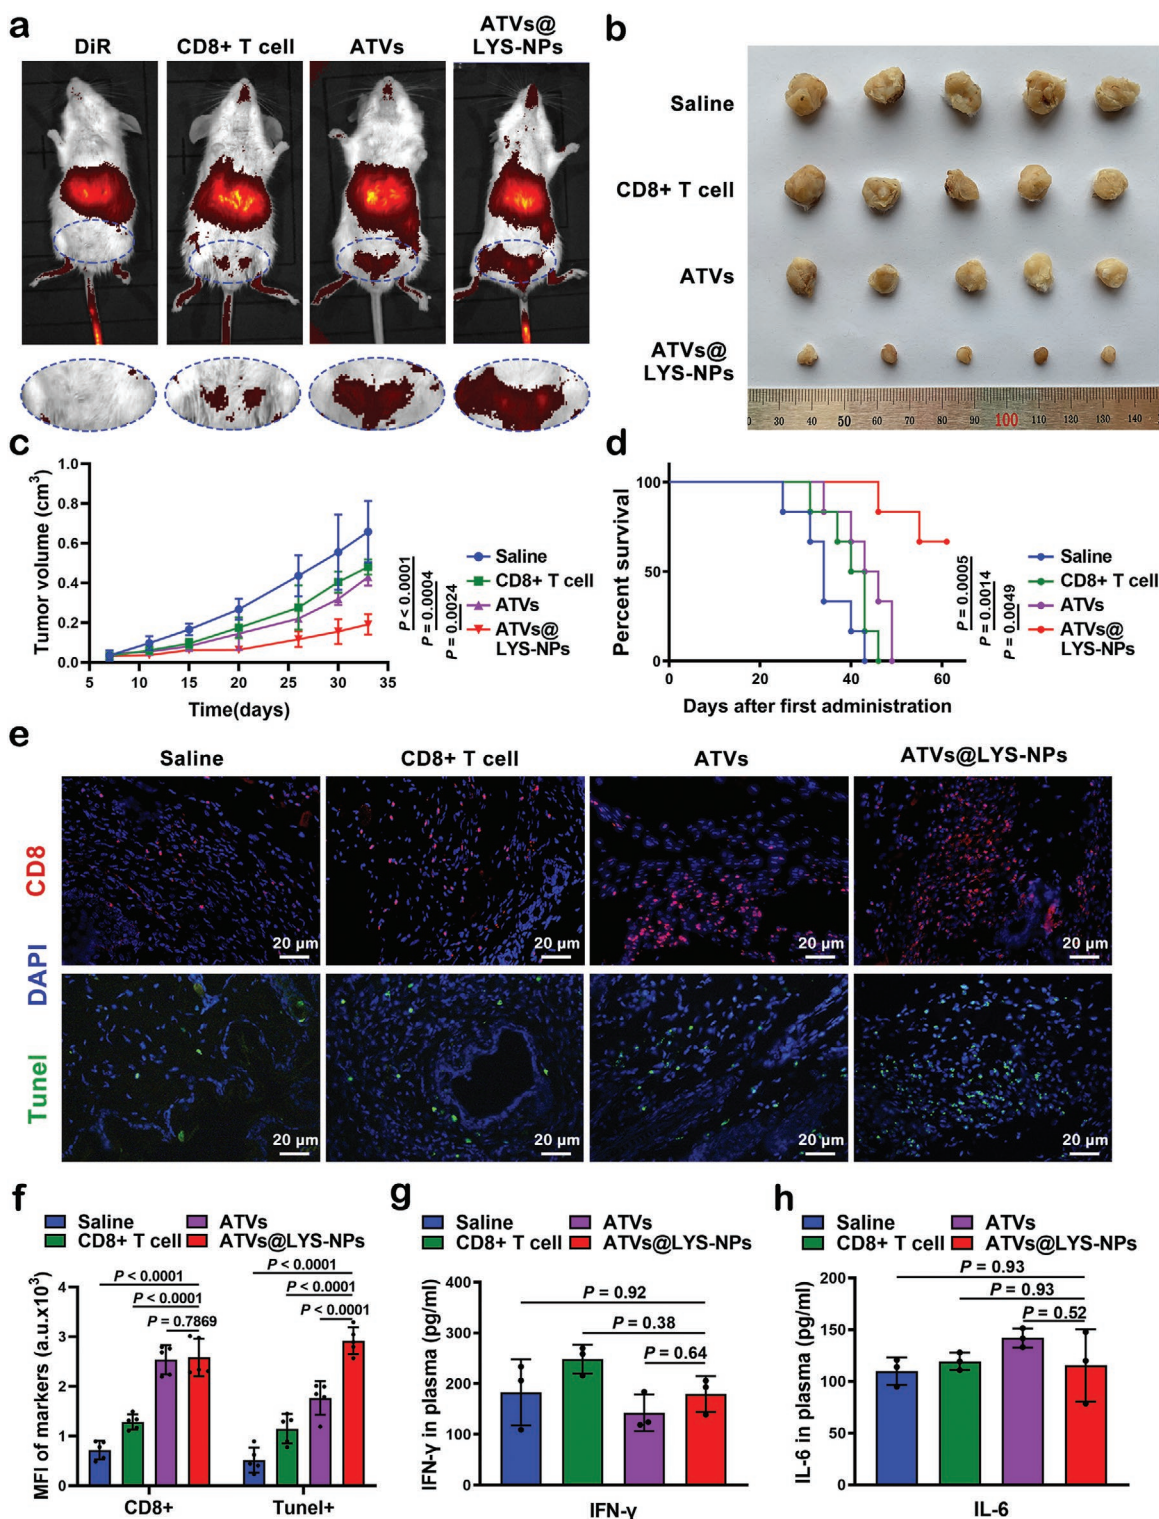 a
DiR
CD8+ T cell
ATVs
ATVs@
LYS-NPs
b
Saline
CD8+ T cell
ATVs
ATVs@
LYS-NPs
30 40 50 60 70 80 90 100 110 120 130 140
c
Tumor volume (cm³)
1.0
0.8
0.6
0.4
0.2
0.0
5 10 15 20 25 30 35
Time(days)
P < 0.0001
P = 0.0004
P = 0.0024
Saline
CD8+ T cell
ATVs
ATVs@
LYS-NPs
d
Percent survival
100
50
0
0 20 40 60
Days after first administration
P = 0.0005
P = 0.0014
P = 0.0049
Saline
CD8+ T cell
ATVs
ATVs@
LYS-NPs
e
Saline
CD8+ T cell
ATVs
ATVs@LYS-NPs
CD8
DAPI
Tunel
20 µm
20 µm
20 µm
20 µm
20 µm
20 µm
20 µm
20 µm
f
Saline
ATVs
CD8+ T cell
ATVs@LYS-NPs
MFI of markers (a.u.x10³)
4
3
2
1
0
P < 0.0001
P < 0.0001
P = 0.7869
P < 0.0001
P < 0.0001
P < 0.0001
CD8+
Tunel+
g
Saline
ATVs
CD8+ T cell
ATVs@LYS-NPs
IFN-γ in plasma (pg/ml)
400
300
200
100
0
P = 0.92
P = 0.38
P = 0.64
IFN-γ
h
Saline
ATVs
CD8+ T cell
ATVs@LYS-NPs
IL-6 in plasma (pg/ml)
200
150
100
50
0
P = 0.93
P = 0.93
P = 0.52
IL-6